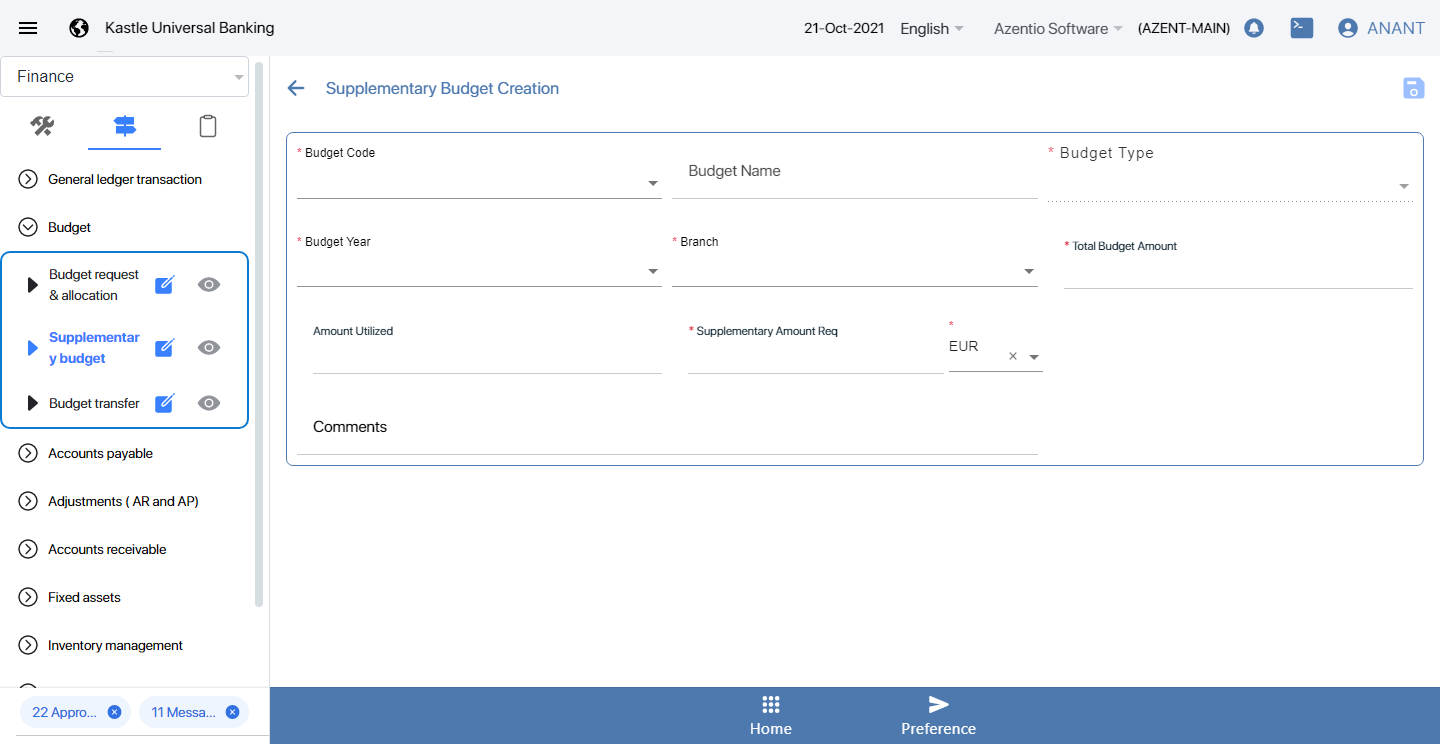 Kastle Universal Banking
21-Oct-2021
English
Azentio Software
(AZENT-MAIN)
ANANT
Finance
General ledger transaction
Budget
Budget request
& allocation
Supplementar
y budget
Budget transfer
Accounts payable
Adjustments ( AR and AP)
Accounts receivable
Fixed assets
Inventory management
22 Appro...
11 Messa...
Supplementary Budget Creation
* Budget Code
Budget Name
* Budget Type
* Budget Year
* Branch
* Total Budget Amount
Amount Utilized
* Supplementary Amount Req
*
EUR
Comments
Home
Preference